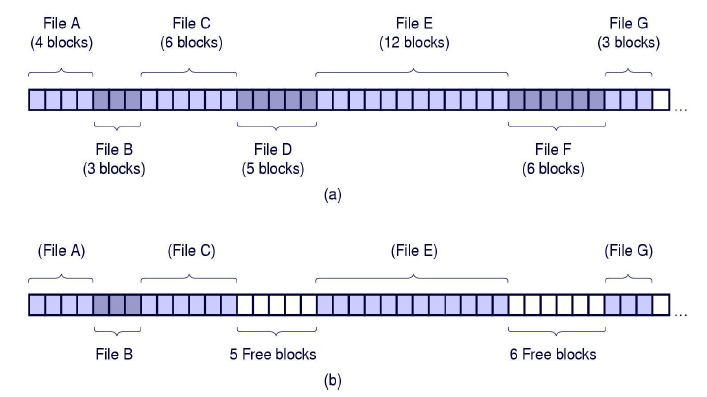 File A
(4 blocks)
File C
(6 blocks)
File E
(12 blocks)
File G
(3 blocks)
...
File B
(3 blocks)
File D
(5 blocks)
File F
(6 blocks)
(a)
(File A)
(File C)
(File E)
(File G)
...
File B
5 Free blocks
6 Free blocks
(b)